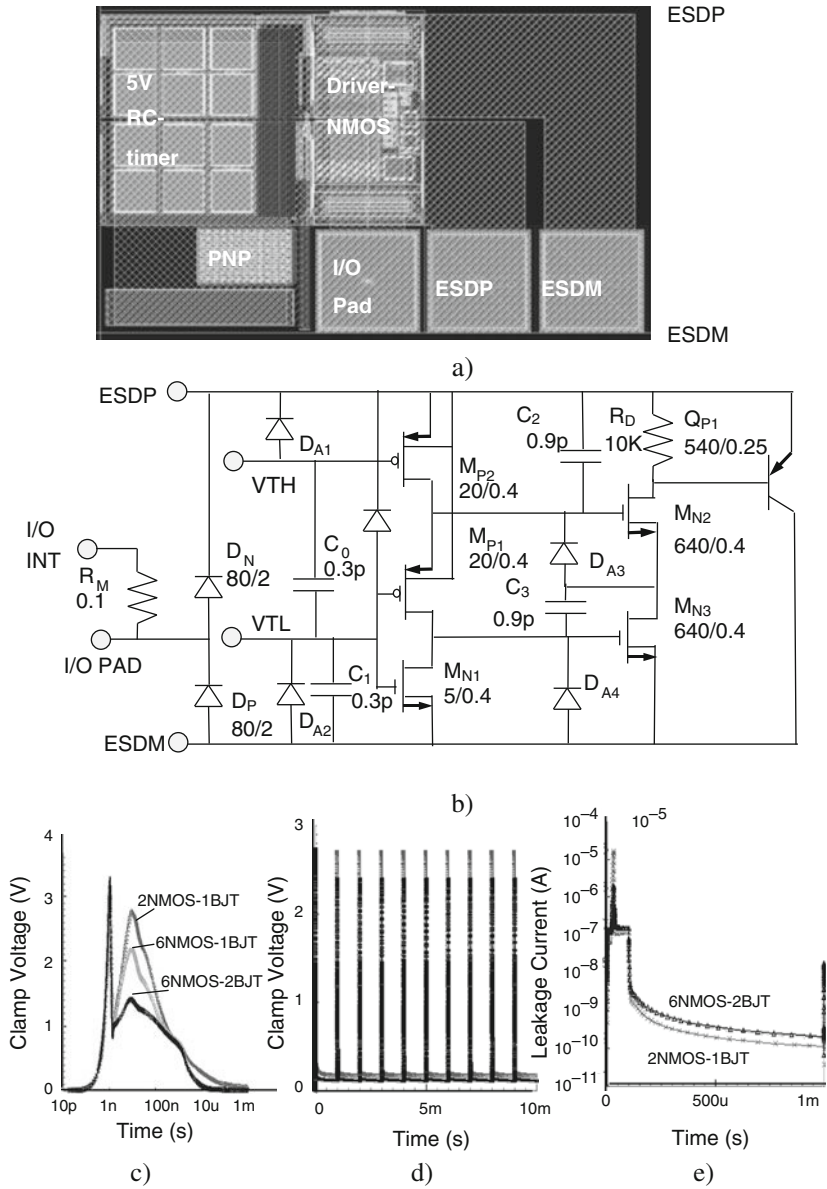 ESDP
5V
RC-
timer
Driver-
NMOS
PNP
I/O
Pad
ESDP
ESDM
ESDM
a)
ESDP
DA1
VTH
C2
0.9p
RD
10K
QP1
540/0.25
MP2
20/0.4
I/O
INT
RM
0.1
DN
80/2
C0
0.3p
MP1
20/0.4
DA3
MN2
640/0.4
C3
0.9p
VTL
MN3
640/0.4
I/O PAD
DP
80/2
DA2
C1
0.3p
MN1
5/0.4
DA4
ESDM
b)
Clamp Voltage (V)
4
3
2
1
0
2NMOS-1BJT
6NMOS-1BJT
6NMOS-2BJT
10p 1n 100n 10u 1m
Time (s)
c)
Clamp Voltage (V)
3
2
1
0
0 5m 10m
Time (s)
d)
Leakage Current (A)
10−4 10−5
10−5
10−6
10−7
10−8
10−9
10−10
10−11
6NMOS-2BJT
2NMOS-1BJT
0 500u 1m
Time (s)
e)